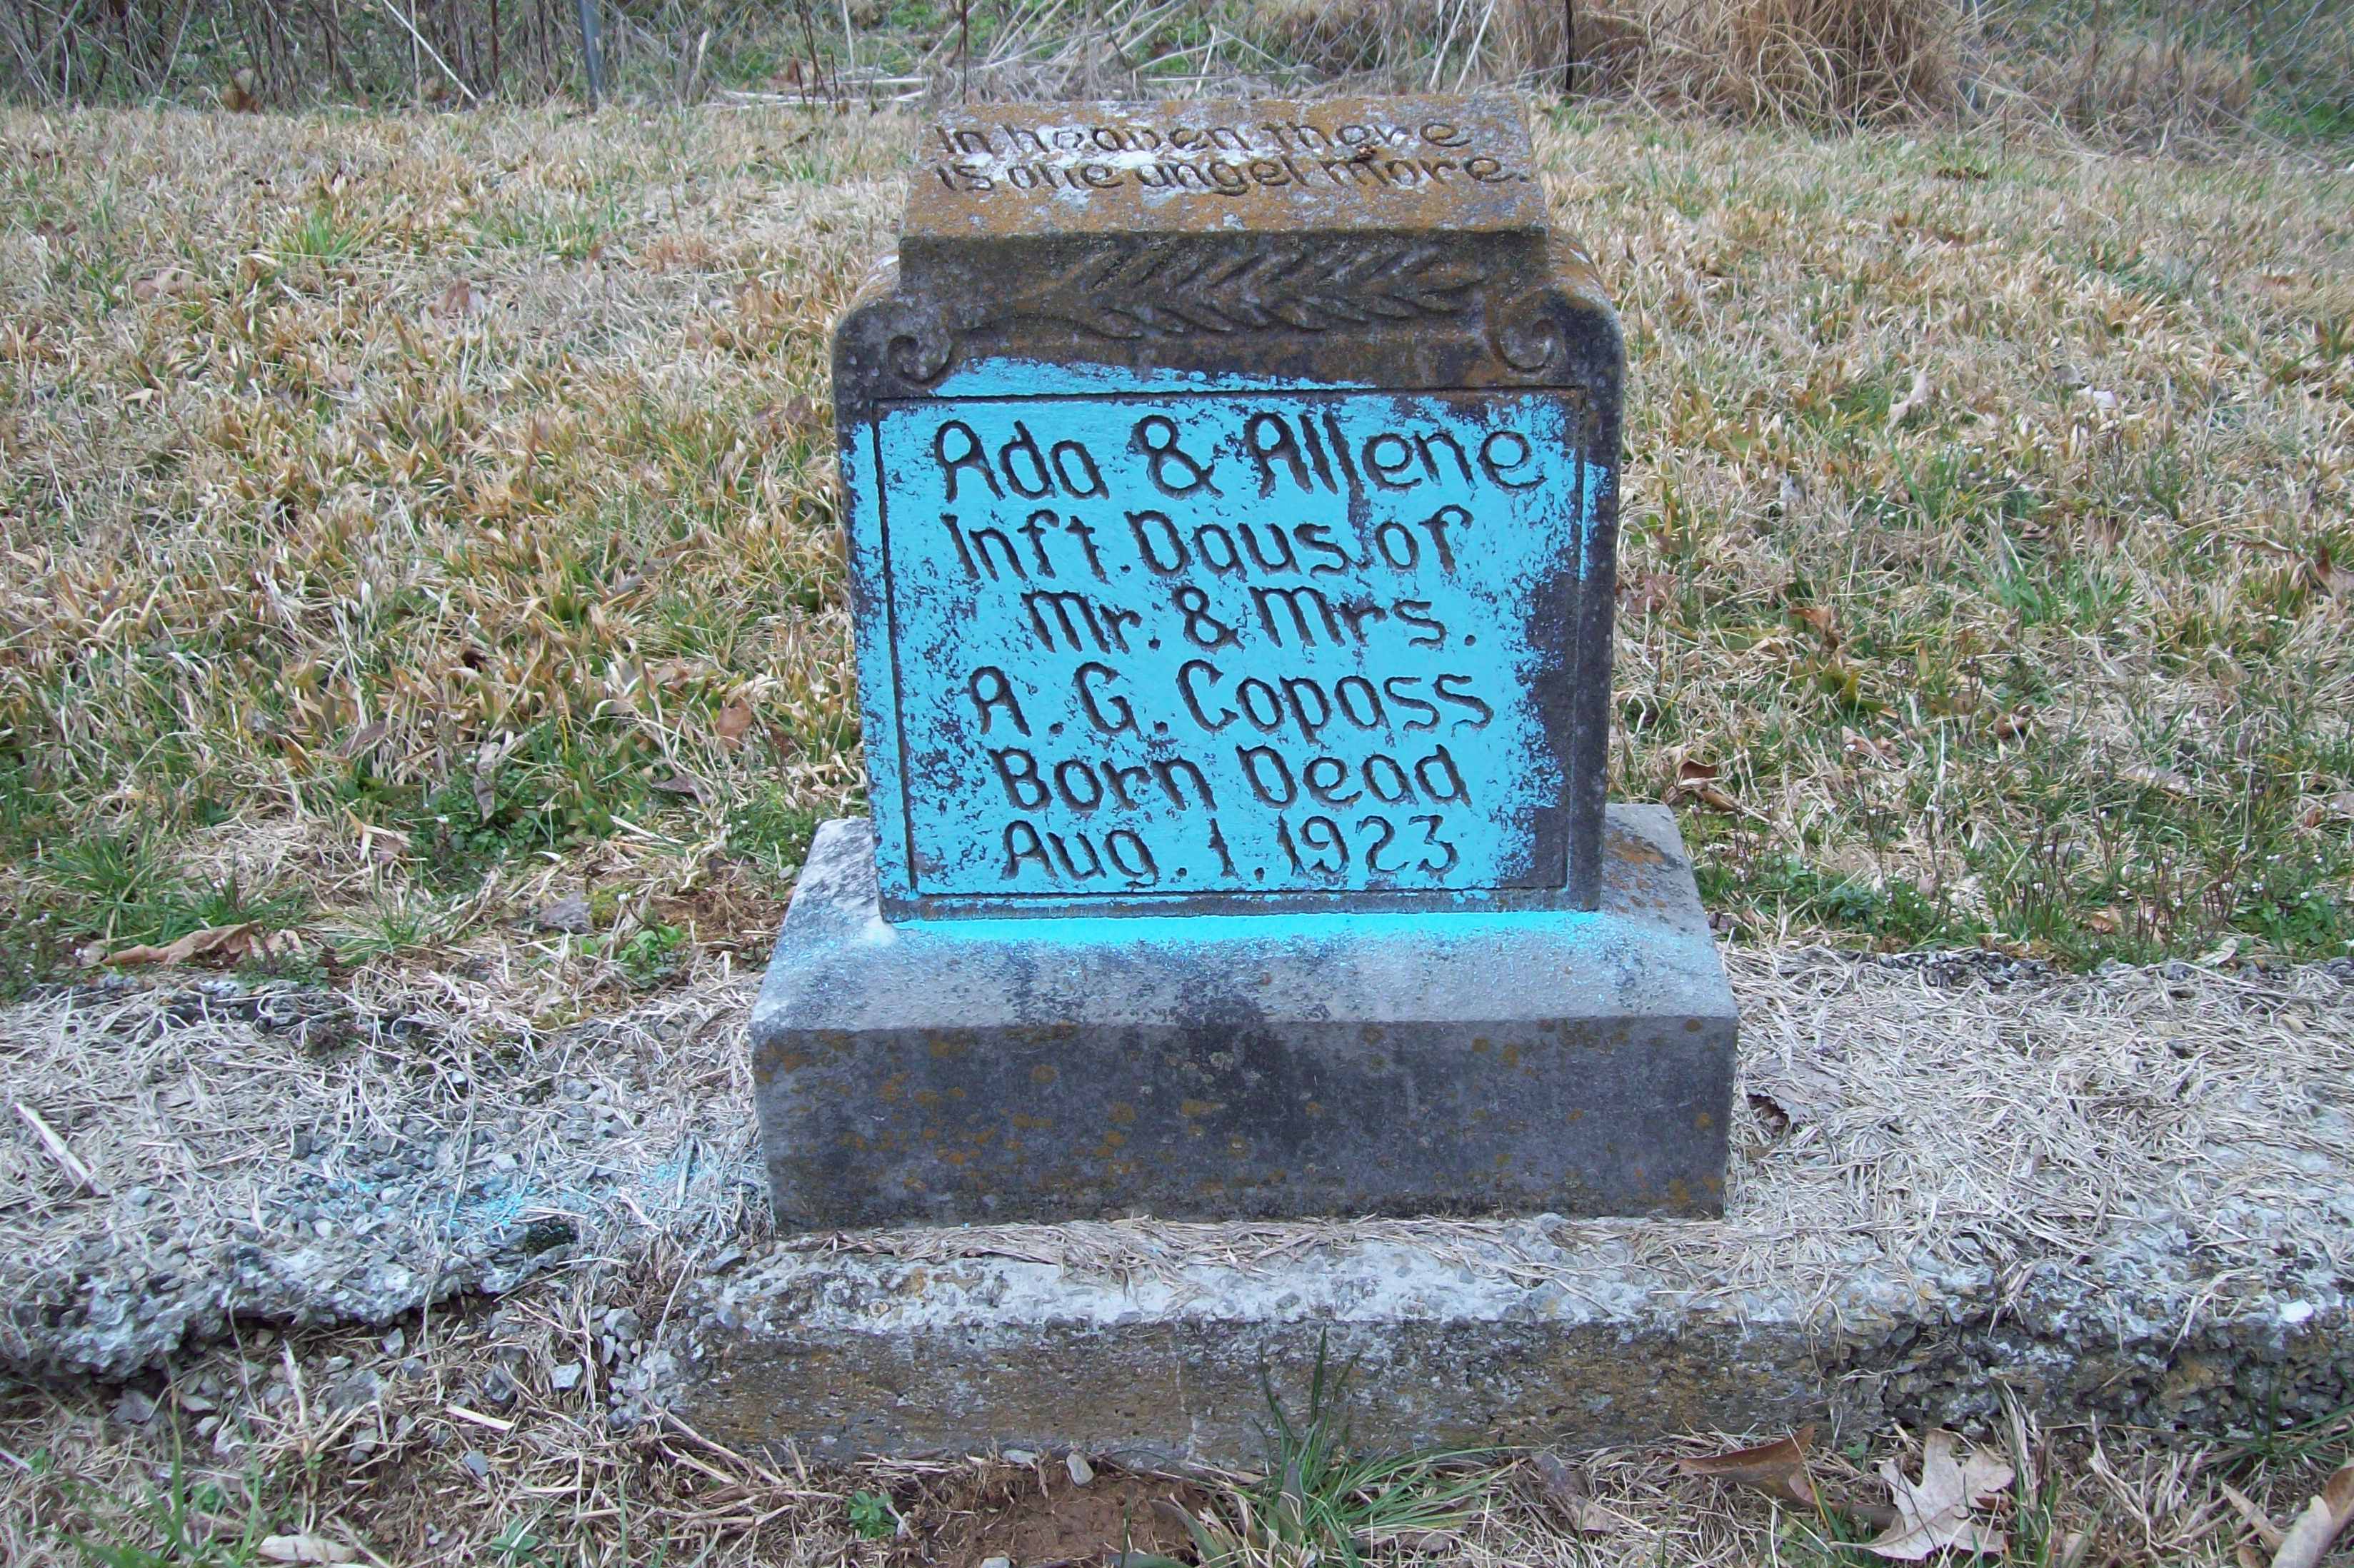 In heaven there
is one angel more.
Ada & Allene
Inft. Daus. of
Mr. & Mrs.
A. G. Copass
Born Dead
Aug. 1. 1923